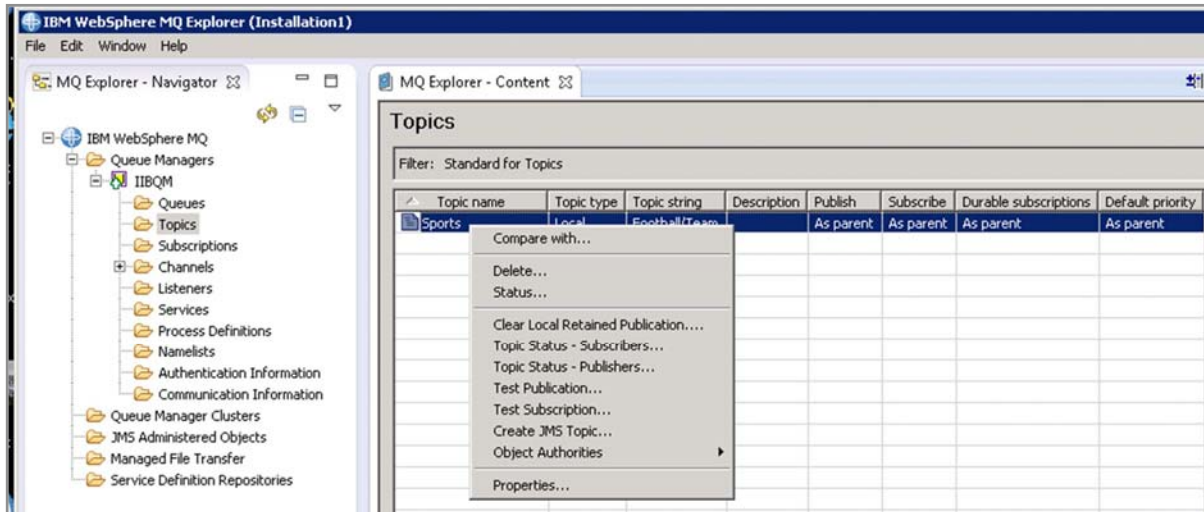 IBM WebSphere MQ Explorer (Installation1)
File Edit Window Help
MQ Explorer - Navigator
IBM WebSphere MQ
Queue Managers
IIBQM
Queues
Topics
Subscriptions
Channels
Listeners
Services
Process Definitions
Namelists
Authentication Information
Communication Information
Queue Manager Clusters
JMS Administered Objects
Managed File Transfer
Service Definition Repositories
MQ Explorer - Content
Topics
Filter: Standard for Topics
Topic name Topic type Topic string Description Publish Subscribe Durable subscriptions Default priority
Sports Local Football/Team As parent As parent As parent As parent
Compare with...
Delete...
Status...
Clear Local Retained Publication....
Topic Status - Subscribers...
Topic Status - Publishers...
Test Publication...
Test Subscription...
Create JMS Topic...
Object Authorities
Properties...